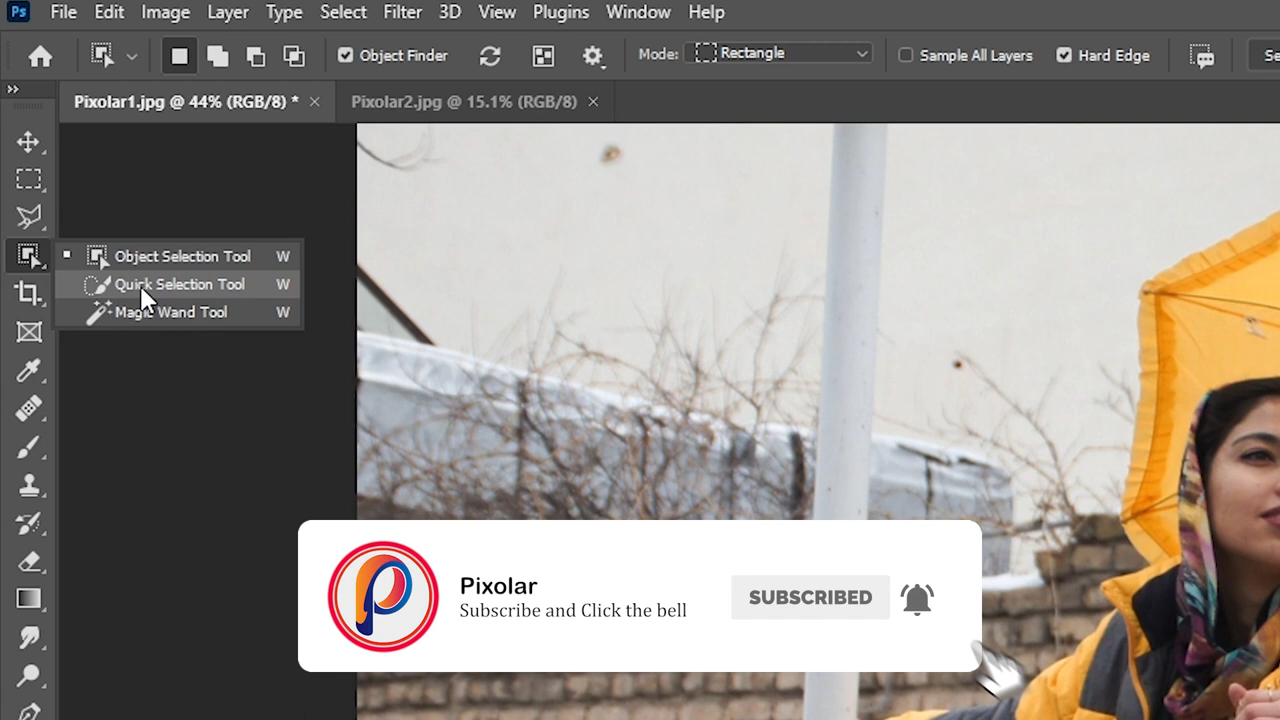 Ps File Edit Image Layer Type Select Filter 3D View Plugins Window Help
Object Finder Mode: Rectangle Sample All Layers Hard Edge Se
Pixolar1.jpg @ 44% (RGB/8) * Pixolar2.jpg @ 15.1% (RGB/8)
Object Selection Tool W
Quick Selection Tool W
Magic Wand Tool W
Pixolar
Subscribe and Click the bell
SUBSCRIBED